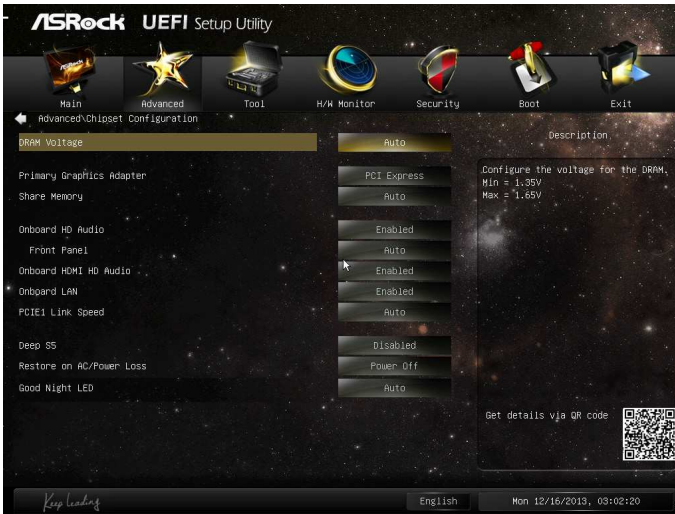 ASRock UEFI Setup Utility
Main Advanced Tool H/W Monitor Security Boot Exit
Advanced\Chipset Configuration
Description
DRAM Voltage Auto
Configure the voltage for the DRAM.
Min = 1.35V
Max = 1.65V
Primary Graphics Adapter PCI Express
Share Memory Auto
Onboard HD Audio Enabled
Front Panel Auto
Onboard HDMI HD Audio Enabled
Onboard LAN Enabled
PCIE1 Link Speed Auto
Deep S5 Disabled
Restore on AC/Power Loss Power Off
Good Night LED Auto
Get details via QR code
Keep Leading
English
Mon 12/16/2013, 03:02:20